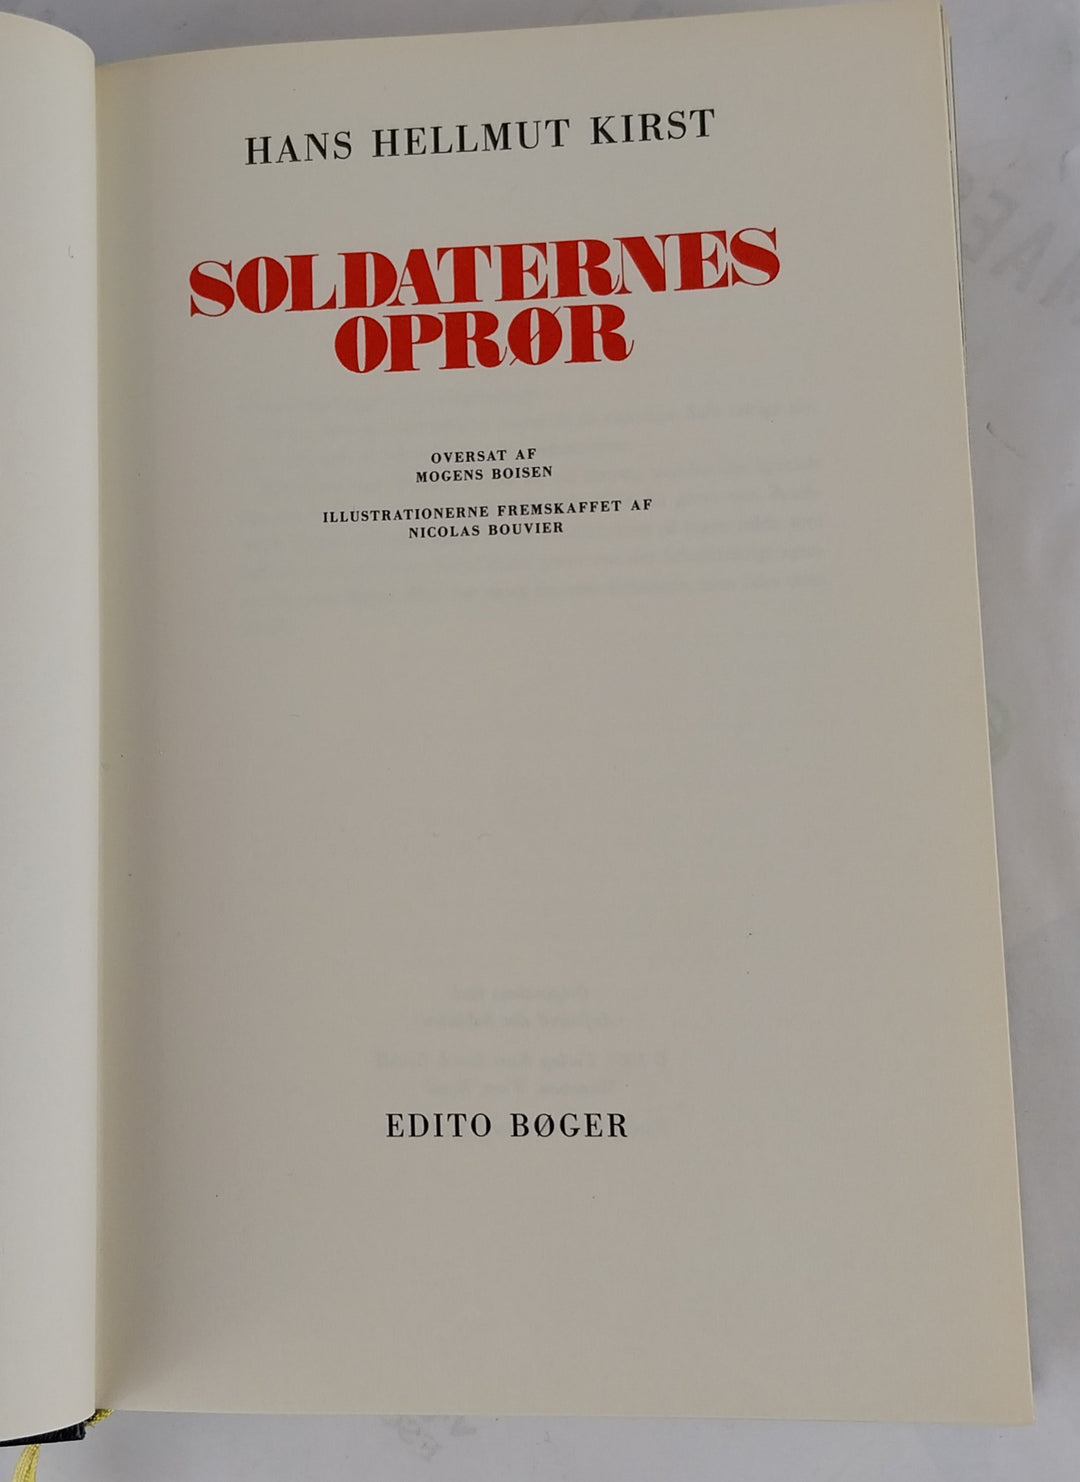 HANS HELLMUT KIRST
SOLDATERNES
OPRØR
OVERSAT AF
MOGENS BOISEN
ILLUSTRATIONERNE FREMSKAFFET AF
NICOLAS BOUVIER
EDITO BØGER